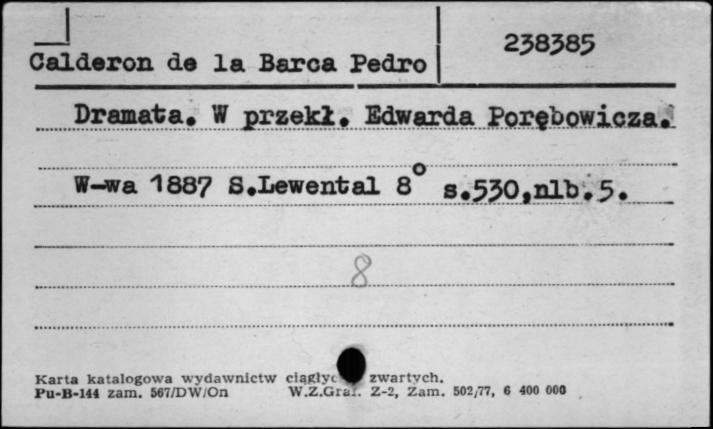 238385
Calderon de la Barca Pedro
Dramata. W przekł. Edwarda Porębowicza.
W-wa 1887 S.Lewental 8° s.530,nlb.5.
8
Karta katalogowa wydawnictw zwartych.
Pu-B-144 zam. 567/DW/On W.Z.Graf. Z-2, Zam. 502/77, 6 400 000